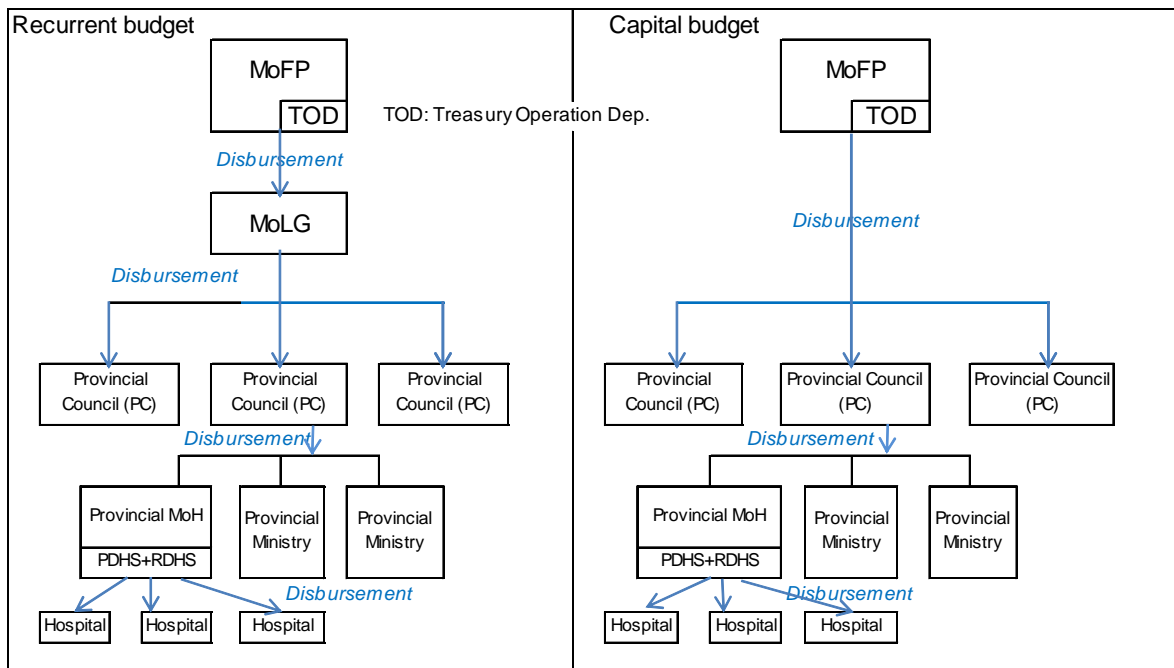 Recurrent budget
MoFP
TOD
TOD: Treasury Operation Dep.
Disbursement
MoLG
Disbursement
Provincial
Council (PC)
Provincial
Council (PC)
Provincial
Council (PC)
Disbursement
Provincial MoH
PDHS+RDHS
Provincial
Ministry
Provincial
Ministry
Disbursement
Hospital
Hospital
Hospital
Capital budget
MoFP
TOD
Disbursement
Provincial
Council (PC)
Provincial Council
(PC)
Provincial Council
(PC)
Disbursement
Provincial MoH
PDHS+RDHS
Provincial
Ministry
Provincial
Ministry
Disbursement
Hospital
Hospital
Hospital